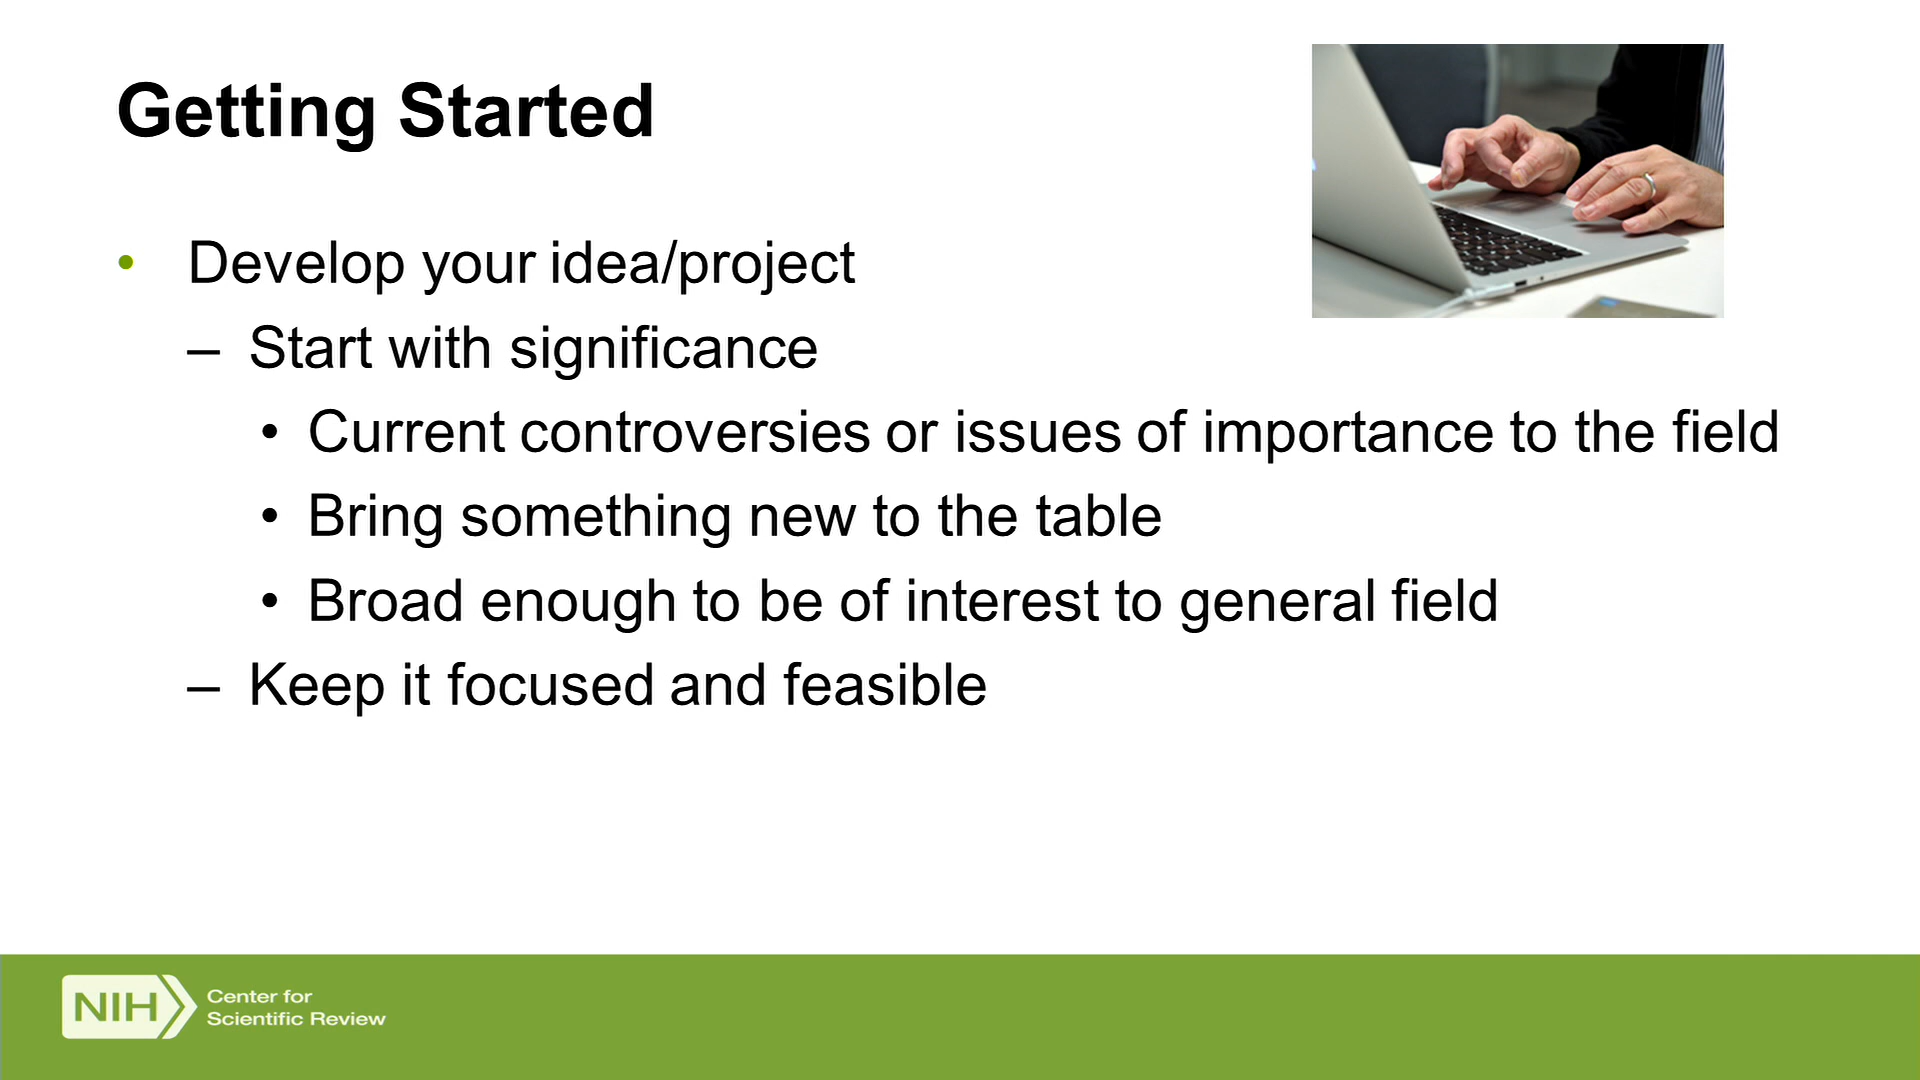 Getting Started
• Develop your idea/project
– Start with significance
• Current controversies or issues of importance to the field
• Bring something new to the table
• Broad enough to be of interest to general field
– Keep it focused and feasible
NIH
Center for
Scientific Review